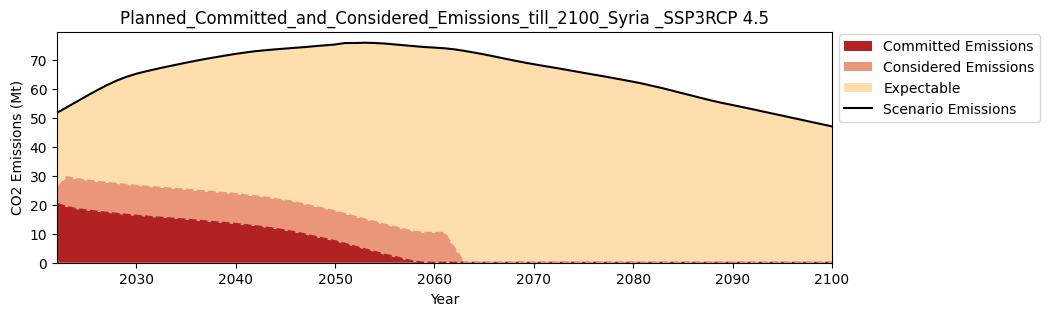 Planned_Committed_and_Considered_Emissions_till_2100_Syria _SSP3RCP 4.5
CO2 Emissions (Mt)
70
60
50
40
30
20
10
0
2030 2040 2050 2060 2070 2080 2090 2100
Year
Committed Emissions
Considered Emissions
Expectable
Scenario Emissions